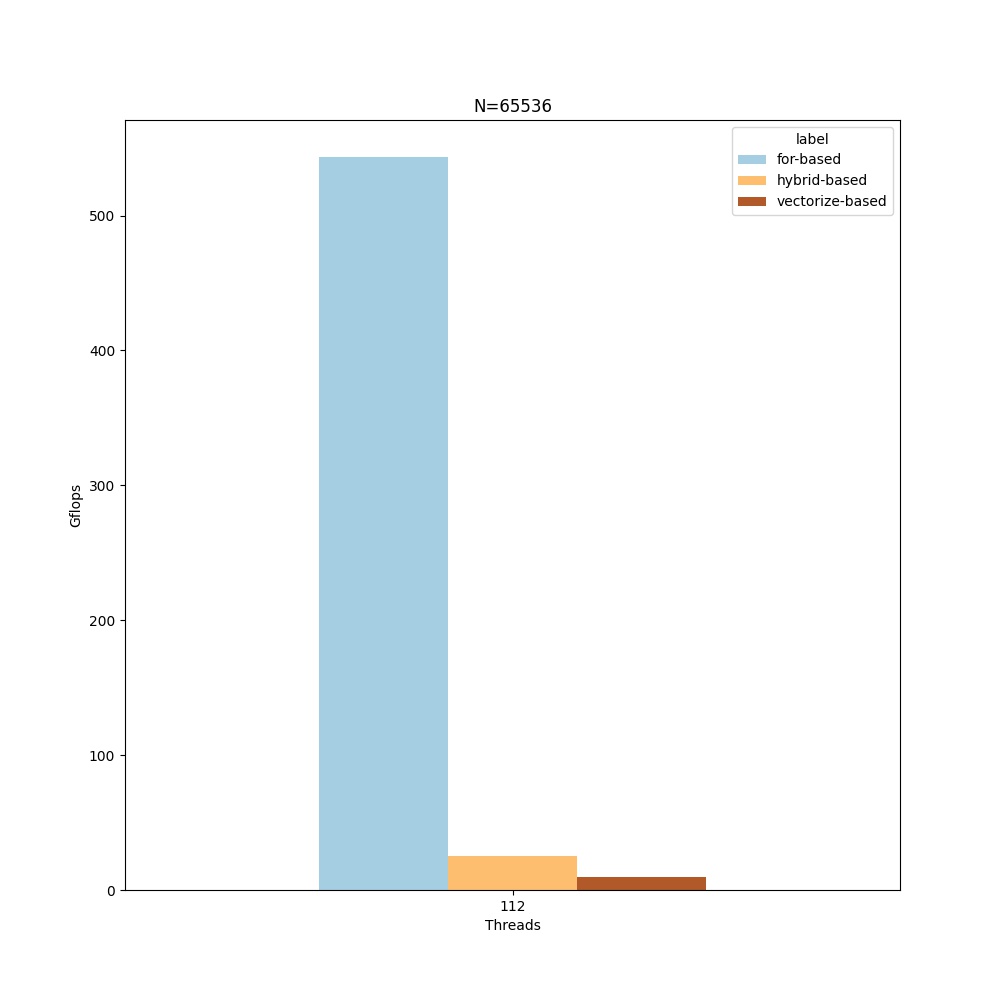 N=65536
label
for-based
hybrid-based
vectorize-based
500
400
300
200
100
0
Gflops
112
Threads